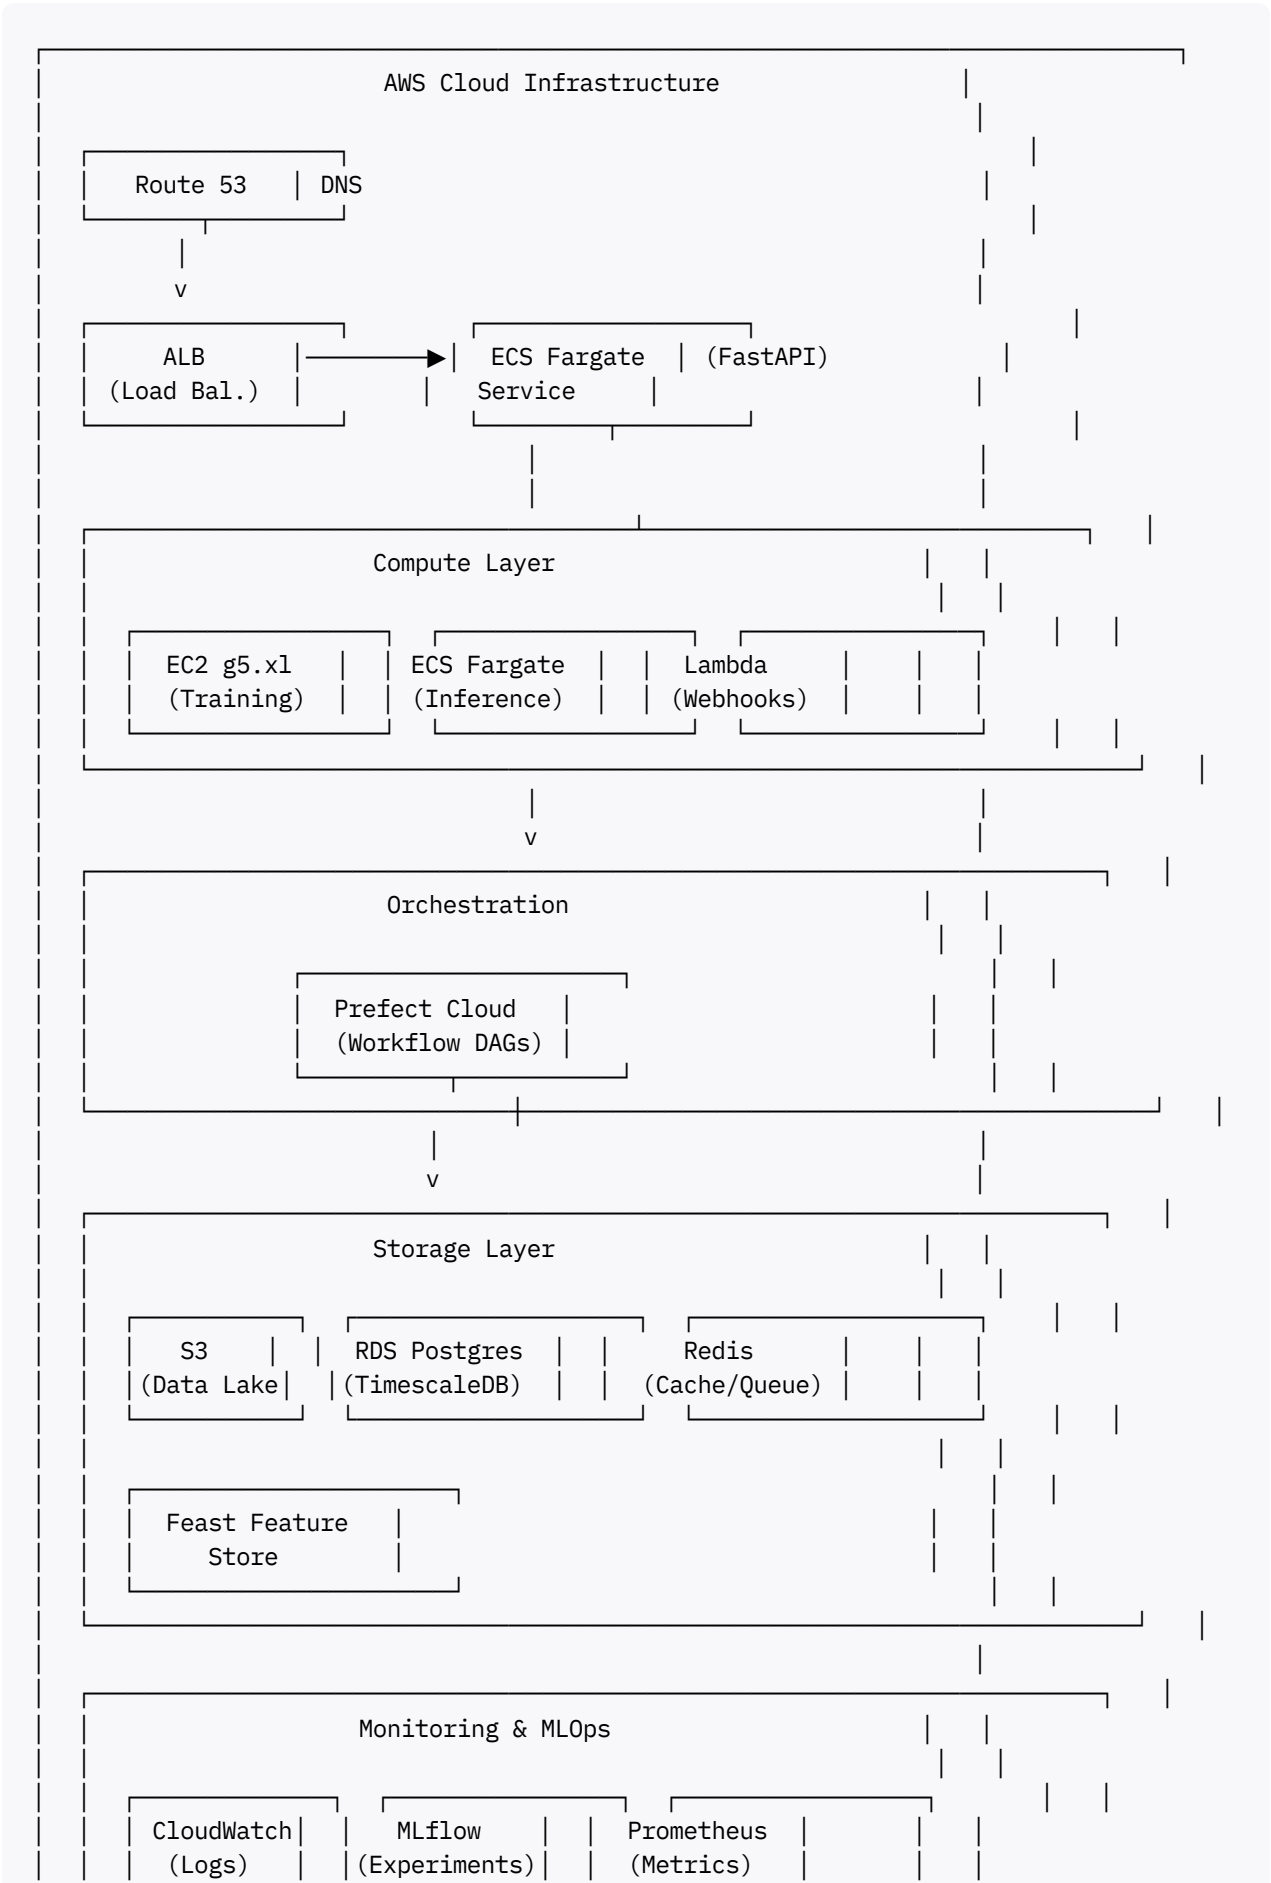 AWS Cloud Infrastructure
Route 53 DNS
v
ALB ECS Fargate (FastAPI)
(Load Bal.) Service
Compute Layer
EC2 g5.xl ECS Fargate Lambda
(Training) (Inference) (Webhooks)
v
Orchestration
Prefect Cloud
(Workflow DAGs)
v
Storage Layer
S3 RDS Postgres Redis
(Data Lake (TimescaleDB) (Cache/Queue)
Feast Feature
Store
Monitoring & MLOps
CloudWatch MLflow Prometheus
(Logs) (Experiments) (Metrics)